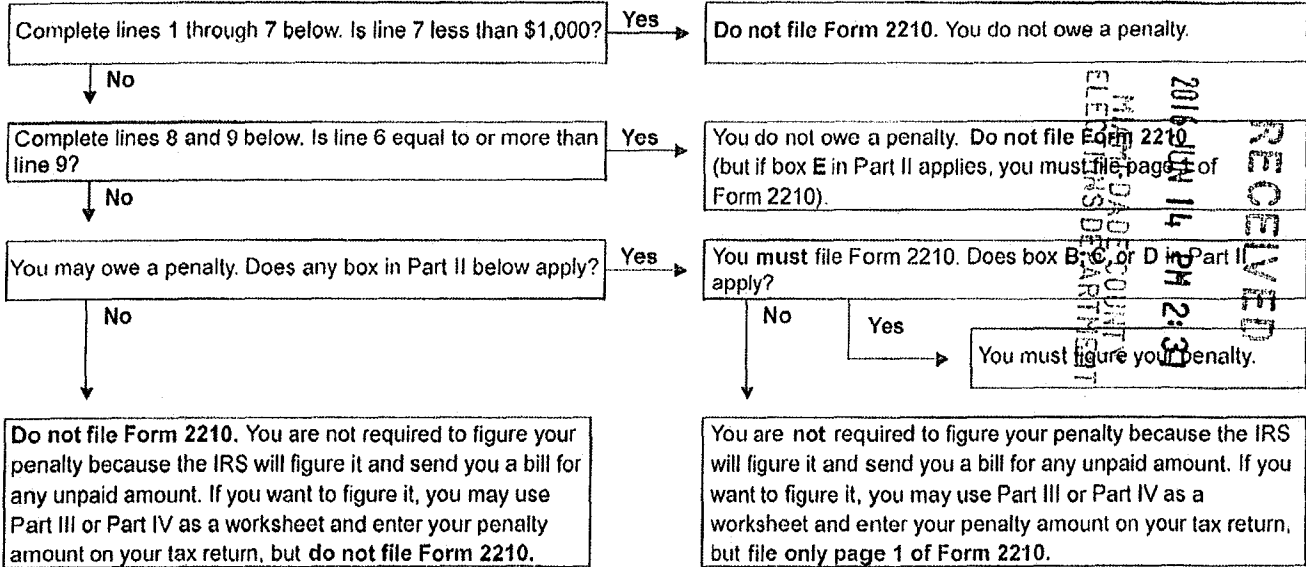 Complete lines 1 through 7 below. Is line 7 less than $1,000?
Yes
Do not file Form 2210. You do not owe a penalty.
No
Complete lines 8 and 9 below. Is line 6 equal to or more than
line 9?
Yes
You do not owe a penalty. Do not file Form 2210
(but if box E in Part II applies, you must file page 1 of
Form 2210).
No
You may owe a penalty. Does any box in Part II below apply?
Yes
You must file Form 2210. Does box B, C, or D in Part II
apply?
No
No
Yes
You must figure your penalty.
Do not file Form 2210. You are not required to figure your
penalty because the IRS will figure it and send you a bill for
any unpaid amount. If you want to figure it, you may use
Part III or Part IV as a worksheet and enter your penalty
amount on your tax return, but do not file Form 2210.
You are not required to figure your penalty because the IRS
will figure it and send you a bill for any unpaid amount. If you
want to figure it, you may use Part III or Part IV as a
worksheet and enter your penalty amount on your tax return,
but file only page 1 of Form 2210.
RECEIVED
2016 JUN 14 PM 2:31
MIAMI-DADE COUNTY
ELECTIONS DEPARTMENT